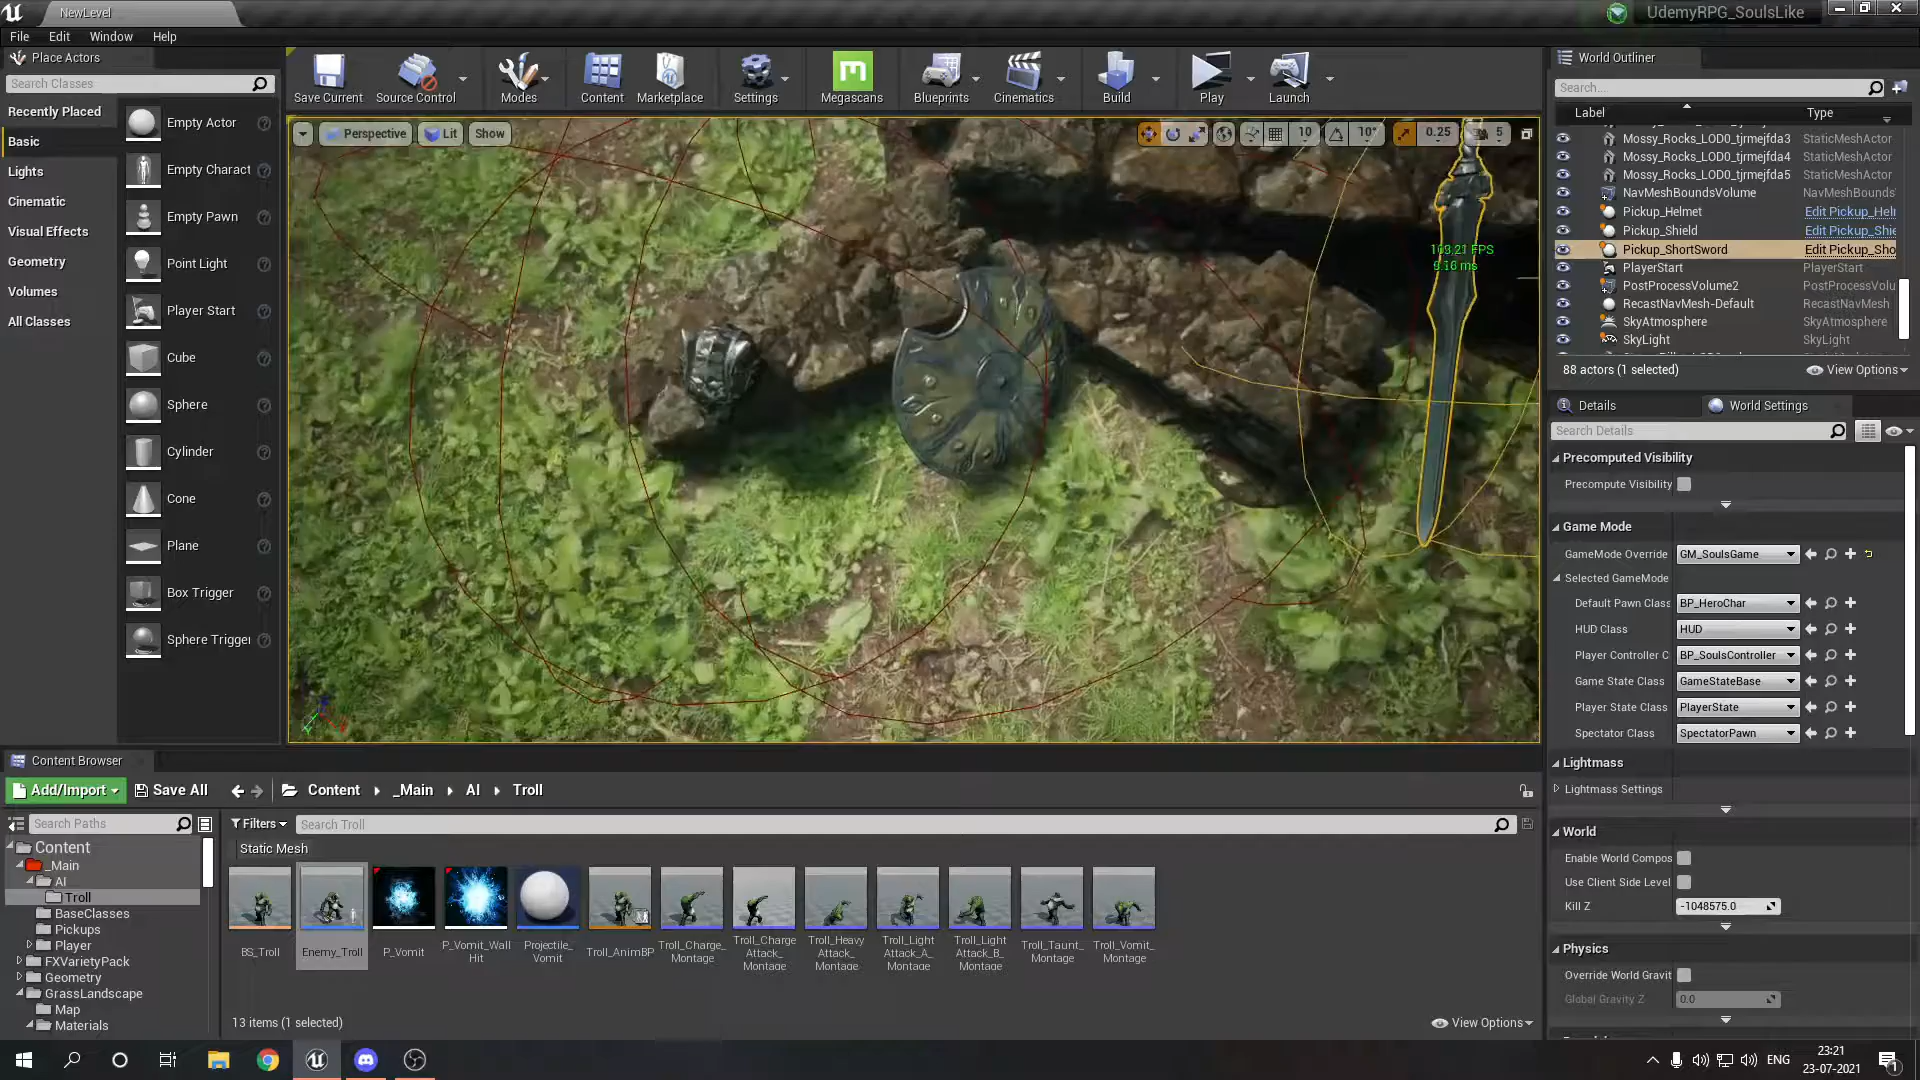 NewLevel
UdemyRPG_SoulsLike
File Edit Window Help
Place Actors
Search Classes
Recently Placed
Basic
Lights
Cinematic
Visual Effects
Geometry
Volumes
All Classes
Empty Actor
Empty Charact
Empty Pawn
Point Light
Player Start
Cube
Sphere
Cylinder
Cone
Plane
Box Trigger
Sphere Trigger
Save Current
Source Control
Modes
Content
Marketplace
Settings
Megascans
Blueprints
Cinematics
Build
Play
Launch
Perspective
Lit
Show
10
10°
0.25
5
FPS
9.16 ms
World Outliner
Search...
Label Type
Mossy_Rocks_LOD0_tjrmejfda3 StaticMeshActor
Mossy_Rocks_LOD0_tjrmejfda4 StaticMeshActor
Mossy_Rocks_LOD0_tjrmejfda5 StaticMeshActor
NavMeshBoundsVolume NavMeshBounds
Pickup_Helmet Edit Pickup_Heln
Pickup_Shield Edit Pickup_Shie
Pickup_ShortSword Edit Pickup_Sho
PlayerStart PlayerStart
PostProcessVolume2 PostProcessVolu
RecastNavMesh-Default RecastNavMesh
SkyAtmosphere SkyAtmosphere
SkyLight SkyLight
88 actors (1 selected)
View Options
Details
World Settings
Search Details
Precomputed Visibility
Precompute Visibility
Game Mode
GameMode Override GM_SoulsGame
Selected GameMode
Default Pawn Class BP_HeroChar
HUD Class HUD
Player Controller C BP_SoulsController
Game State Class GameStateBase
Player State Class PlayerState
Spectator Class SpectatorPawn
Lightmass
Lightmass Settings
World
Enable World Compos
Use Client Side Level
Kill Z -1048575.0
Physics
Override World Gravit
Global Gravity Z 0.0
Content Browser
Add/Import
Save All
Content _Main AI Troll
Search Paths
Filters
Search Troll
Static Mesh
Content
_Main
AI
Troll
BaseClasses
Pickups
Player
FXVarietyPack
Geometry
GrassLandscape
Map
Materials
BS_Troll
Enemy_Troll
P_Vomit
P_Vomit_Wall
Hit
Projectile_
Vomit
Troll_AnimBP
Troll_Charge_
Montage
Troll_Charge
Attack_
Montage
Troll_Heavy
Attack_
Montage
Troll_Light
Attack_A_
Montage
Troll_Light
Attack_B_
Montage
Troll_Taunt_
Montage
Troll_Vomit_
Montage
13 items (1 selected)
View Options
ENG
23:21
23-07-2021
1